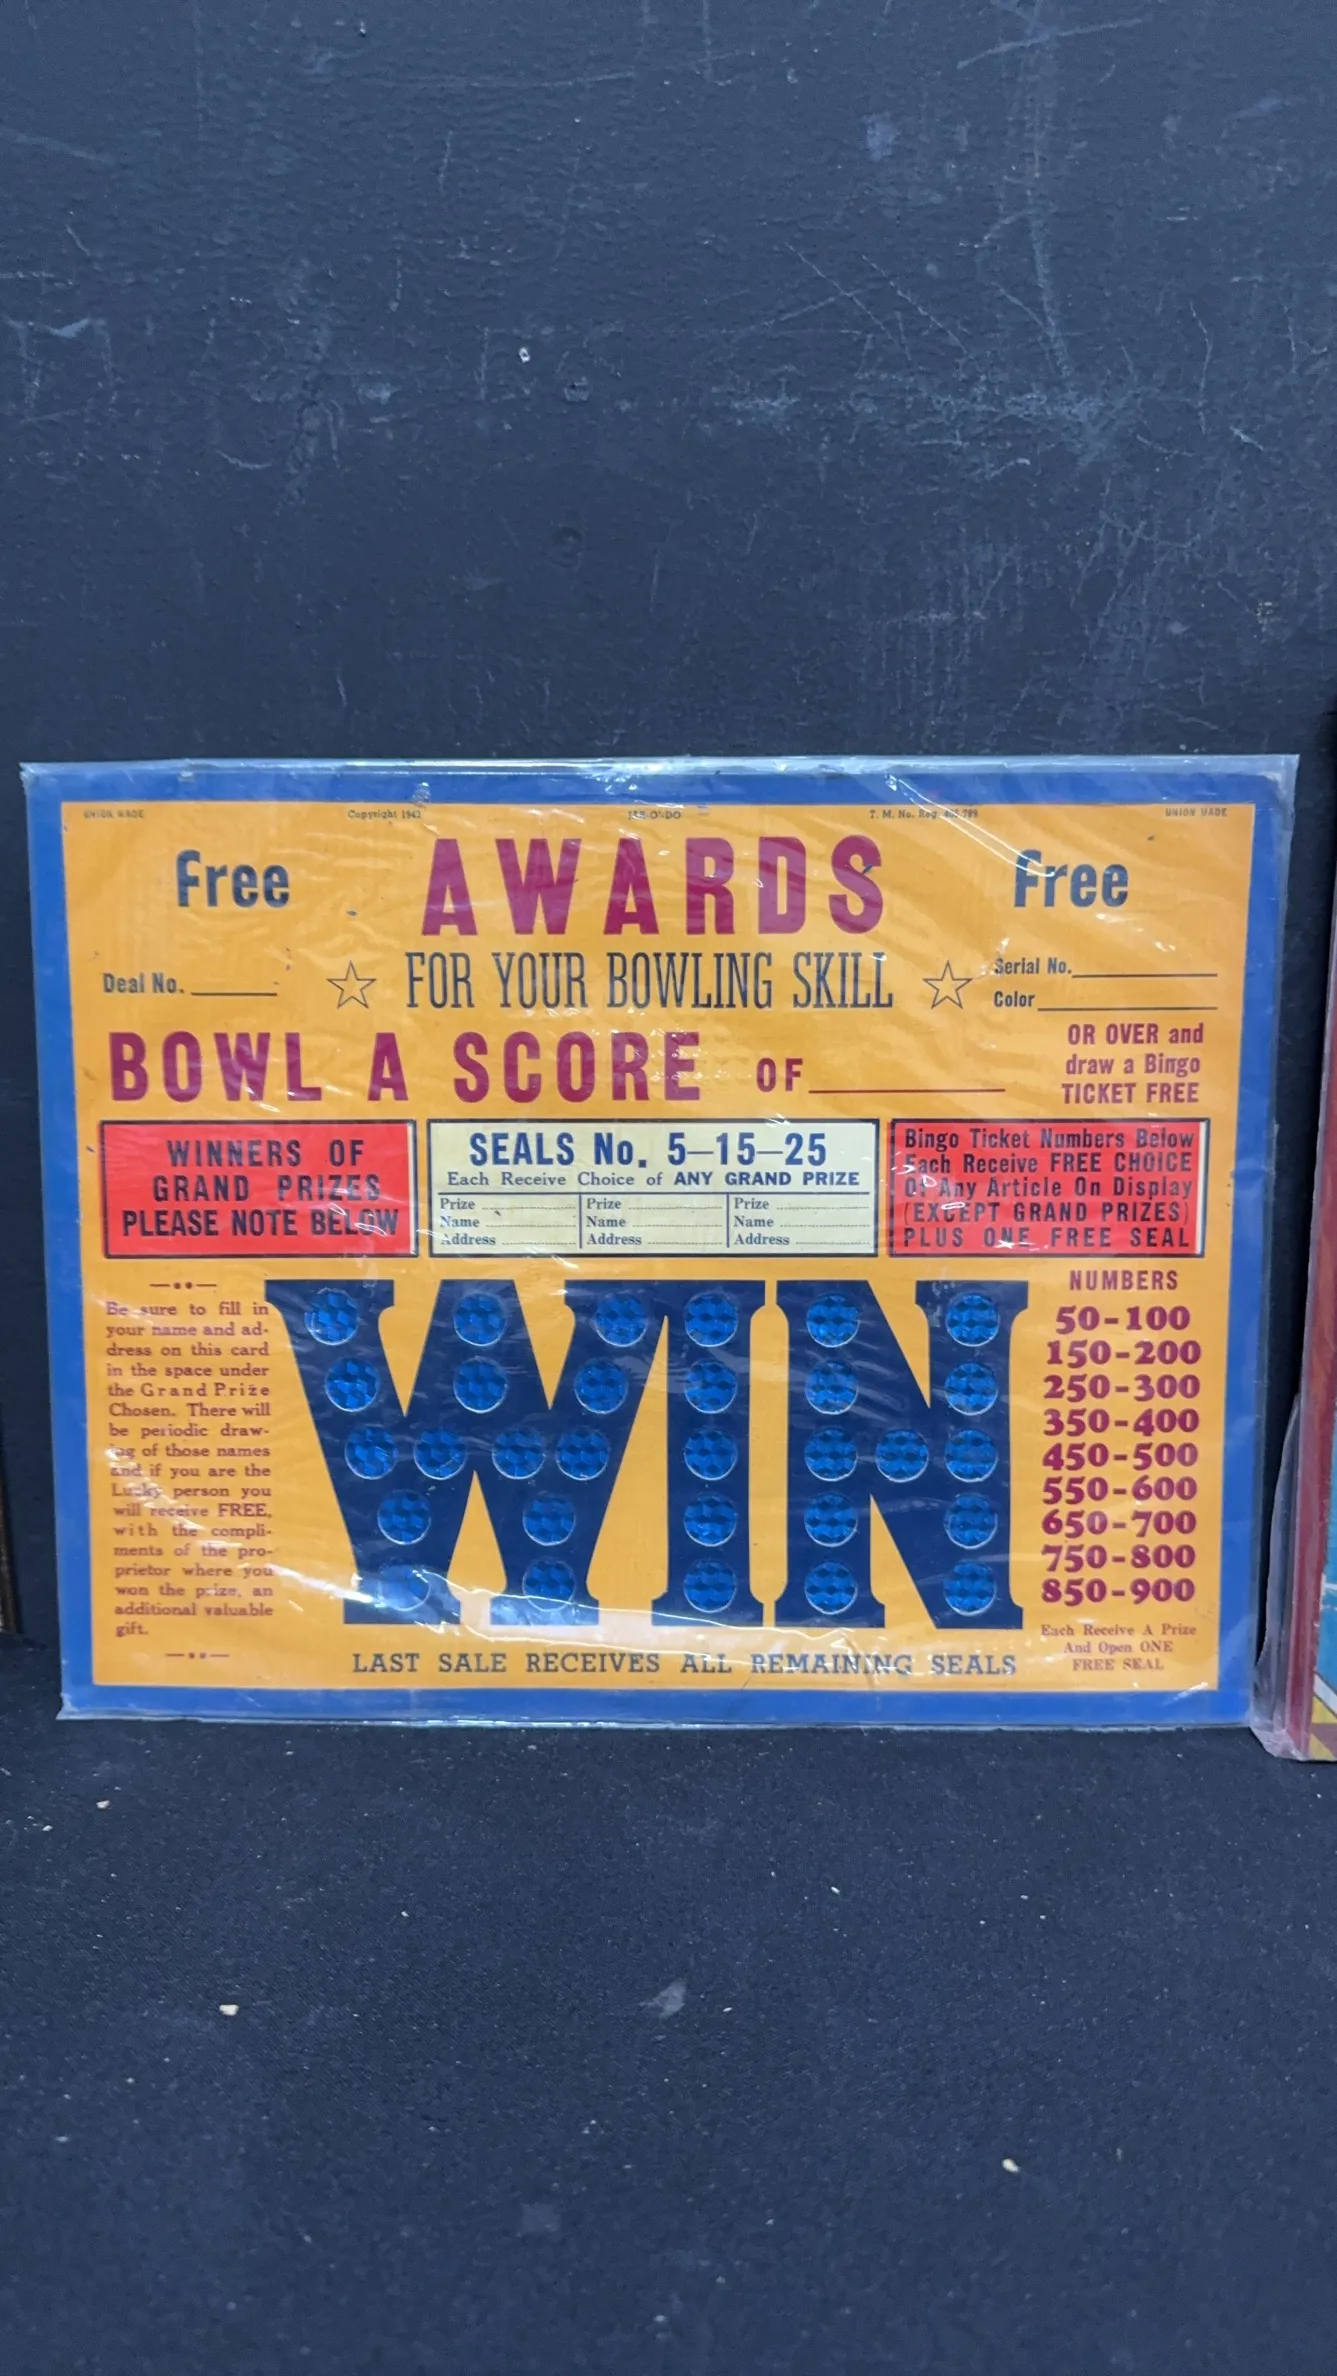 UNION MADE Copyright 1942 T. M. No. Reg. UNION MADE
Free AWARDS Free
Deal No. FOR YOUR BOWLING SKILL Serial No.
Color
BOWL A SCORE OF
OR OVER and
draw a Bingo
TICKET FREE
WINNERS OF
GRAND PRIZES
PLEASE NOTE BELOW
SEALS No. 5-15-25
Each Receive Choice of ANY GRAND PRIZE
Prize Prize Prize
Name Name Name
Address Address Address
Bingo Ticket Numbers Below
Each Receive FREE CHOICE
Of Any Article On Display
(EXCEPT GRAND PRIZES)
PLUS ONE FREE SEAL
Be sure to fill in
your name and ad-
dress on this card
in the space under
the Grand Prize
Chosen. There will
be periodic draw-
ing of those names
and if you are the
Lucky person you
will receive FREE,
with the compli-
ments of the pro-
prietor where you
won the prize, an
additional valuable
gift.
WIN
NUMBERS
50-100
150-200
250-300
350-400
450-500
550-600
650-700
750-800
850-900
Each Receive A Prize
And Open ONE
FREE SEAL
LAST SALE RECEIVES ALL REMAINING SEALS